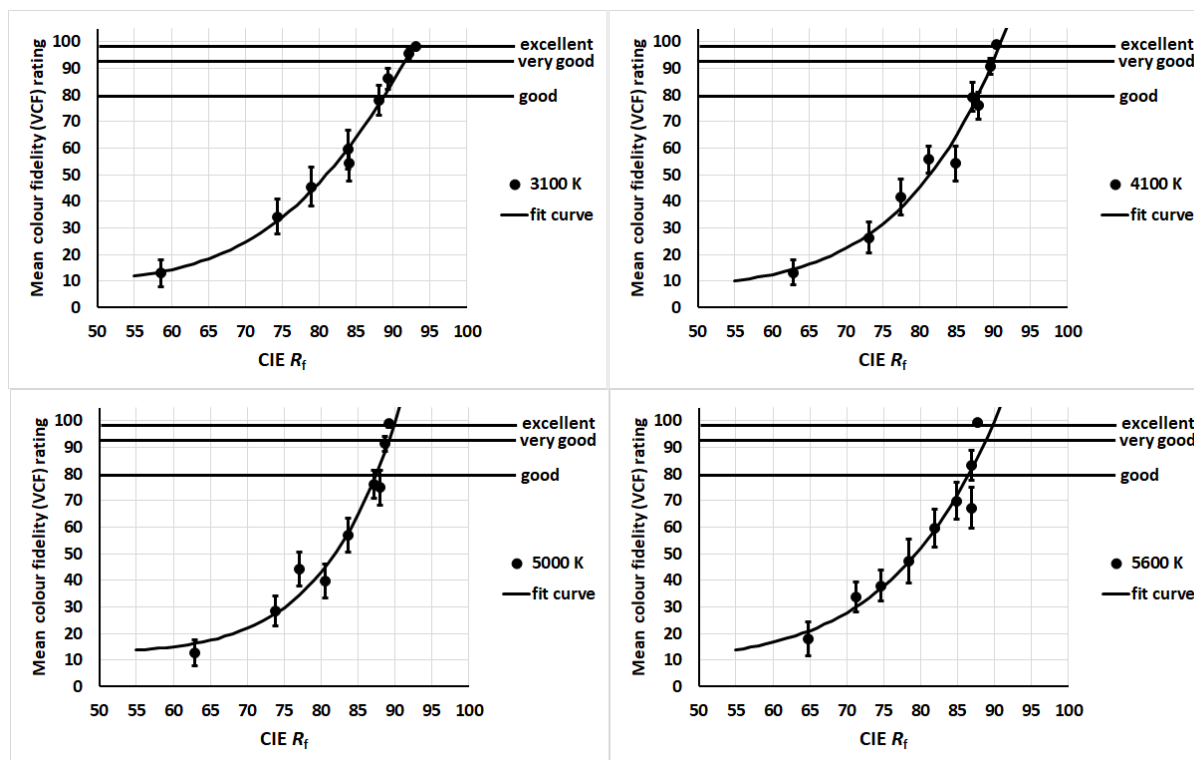 Mean colour fidelity (VCF) rating
100
90
80
70
60
50
40
30
20
10
0
excellent
very good
good
3100 K
fit curve
50 55 60 65 70 75 80 85 90 95 100
CIE Rf
Mean colour fidelity (VCF) rating
100
90
80
70
60
50
40
30
20
10
0
excellent
very good
good
4100 K
fit curve
50 55 60 65 70 75 80 85 90 95 100
CIE Rf
Mean colour fidelity (VCF) rating
100
90
80
70
60
50
40
30
20
10
0
excellent
very good
good
5000 K
fit curve
50 55 60 65 70 75 80 85 90 95 100
CIE Rf
Mean colour fidelity (VCF) rating
100
90
80
70
60
50
40
30
20
10
0
excellent
very good
good
5600 K
fit curve
50 55 60 65 70 75 80 85 90 95 100
CIE Rf